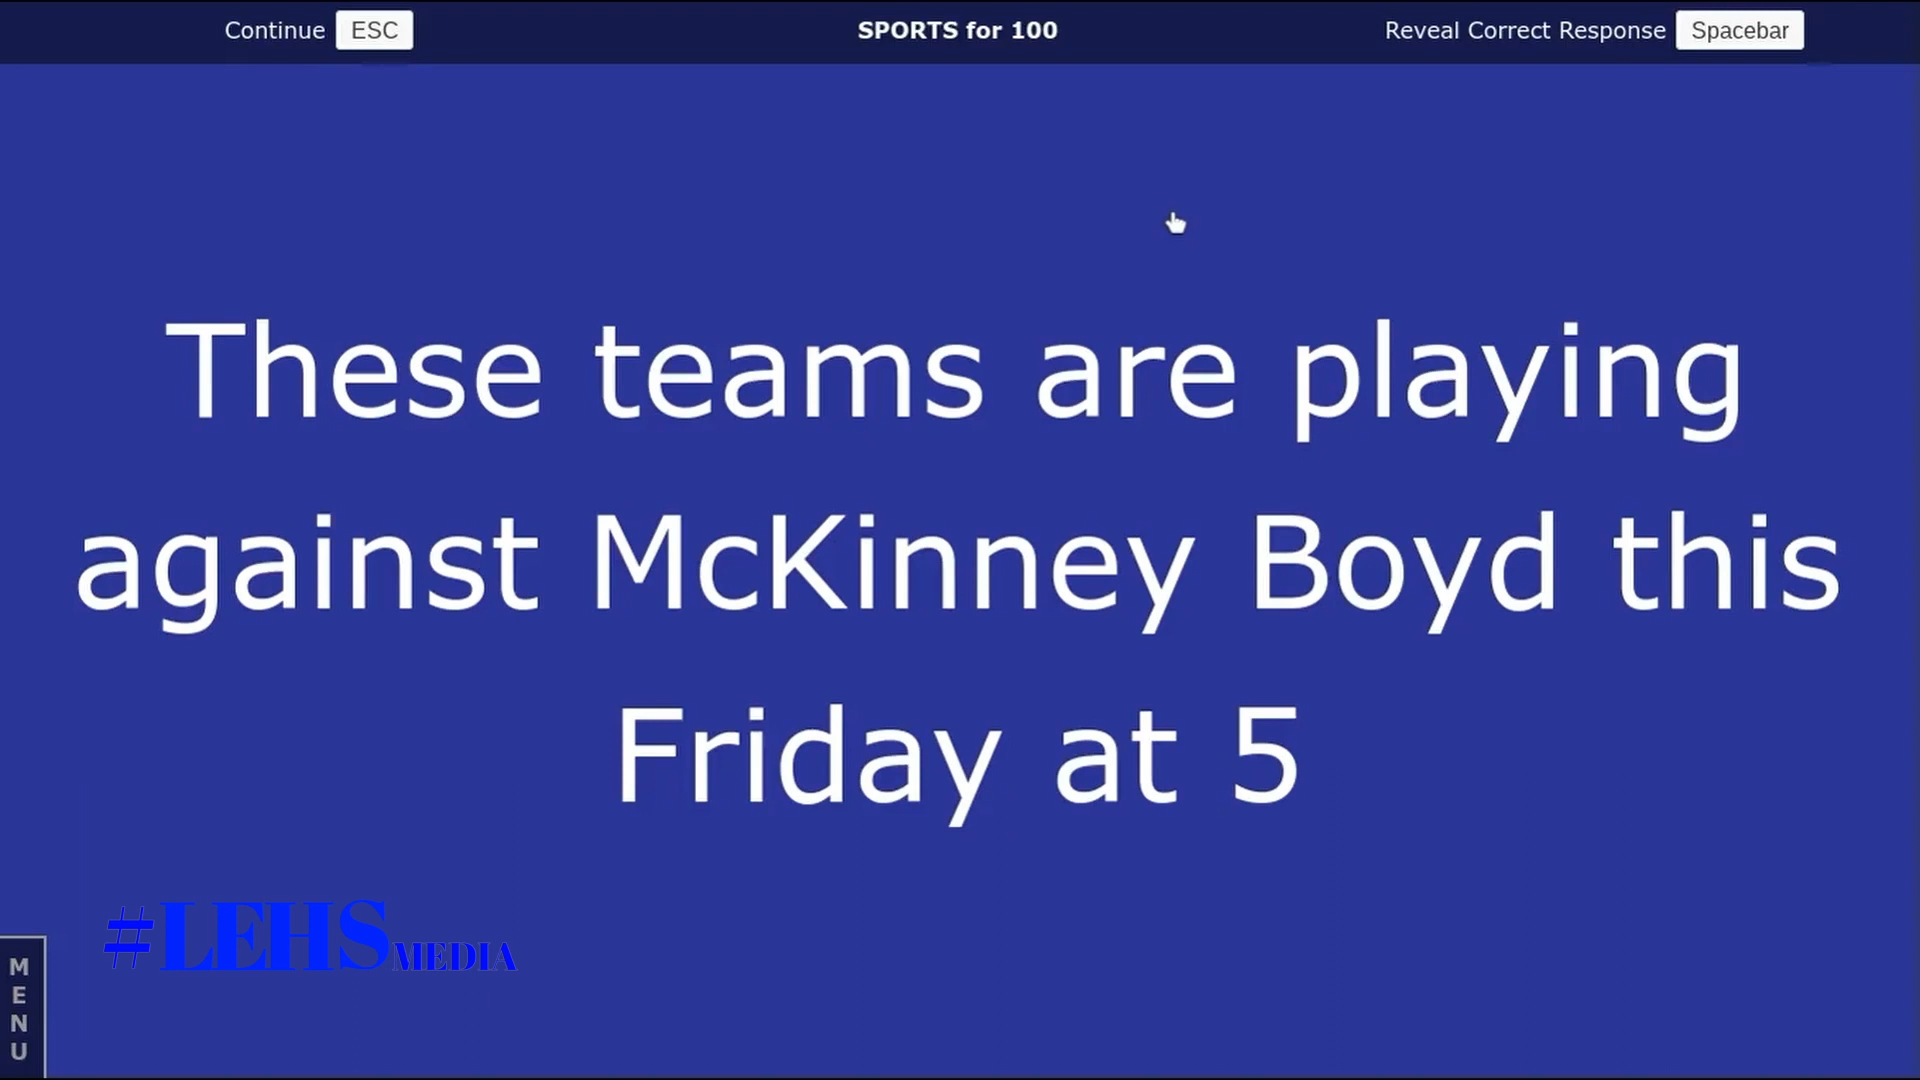 Continue ESC SPORTS for 100 Reveal Correct Response Spacebar
These teams are playing
against McKinney Boyd this
Friday at 5
#LEHS MEDIA
MENU